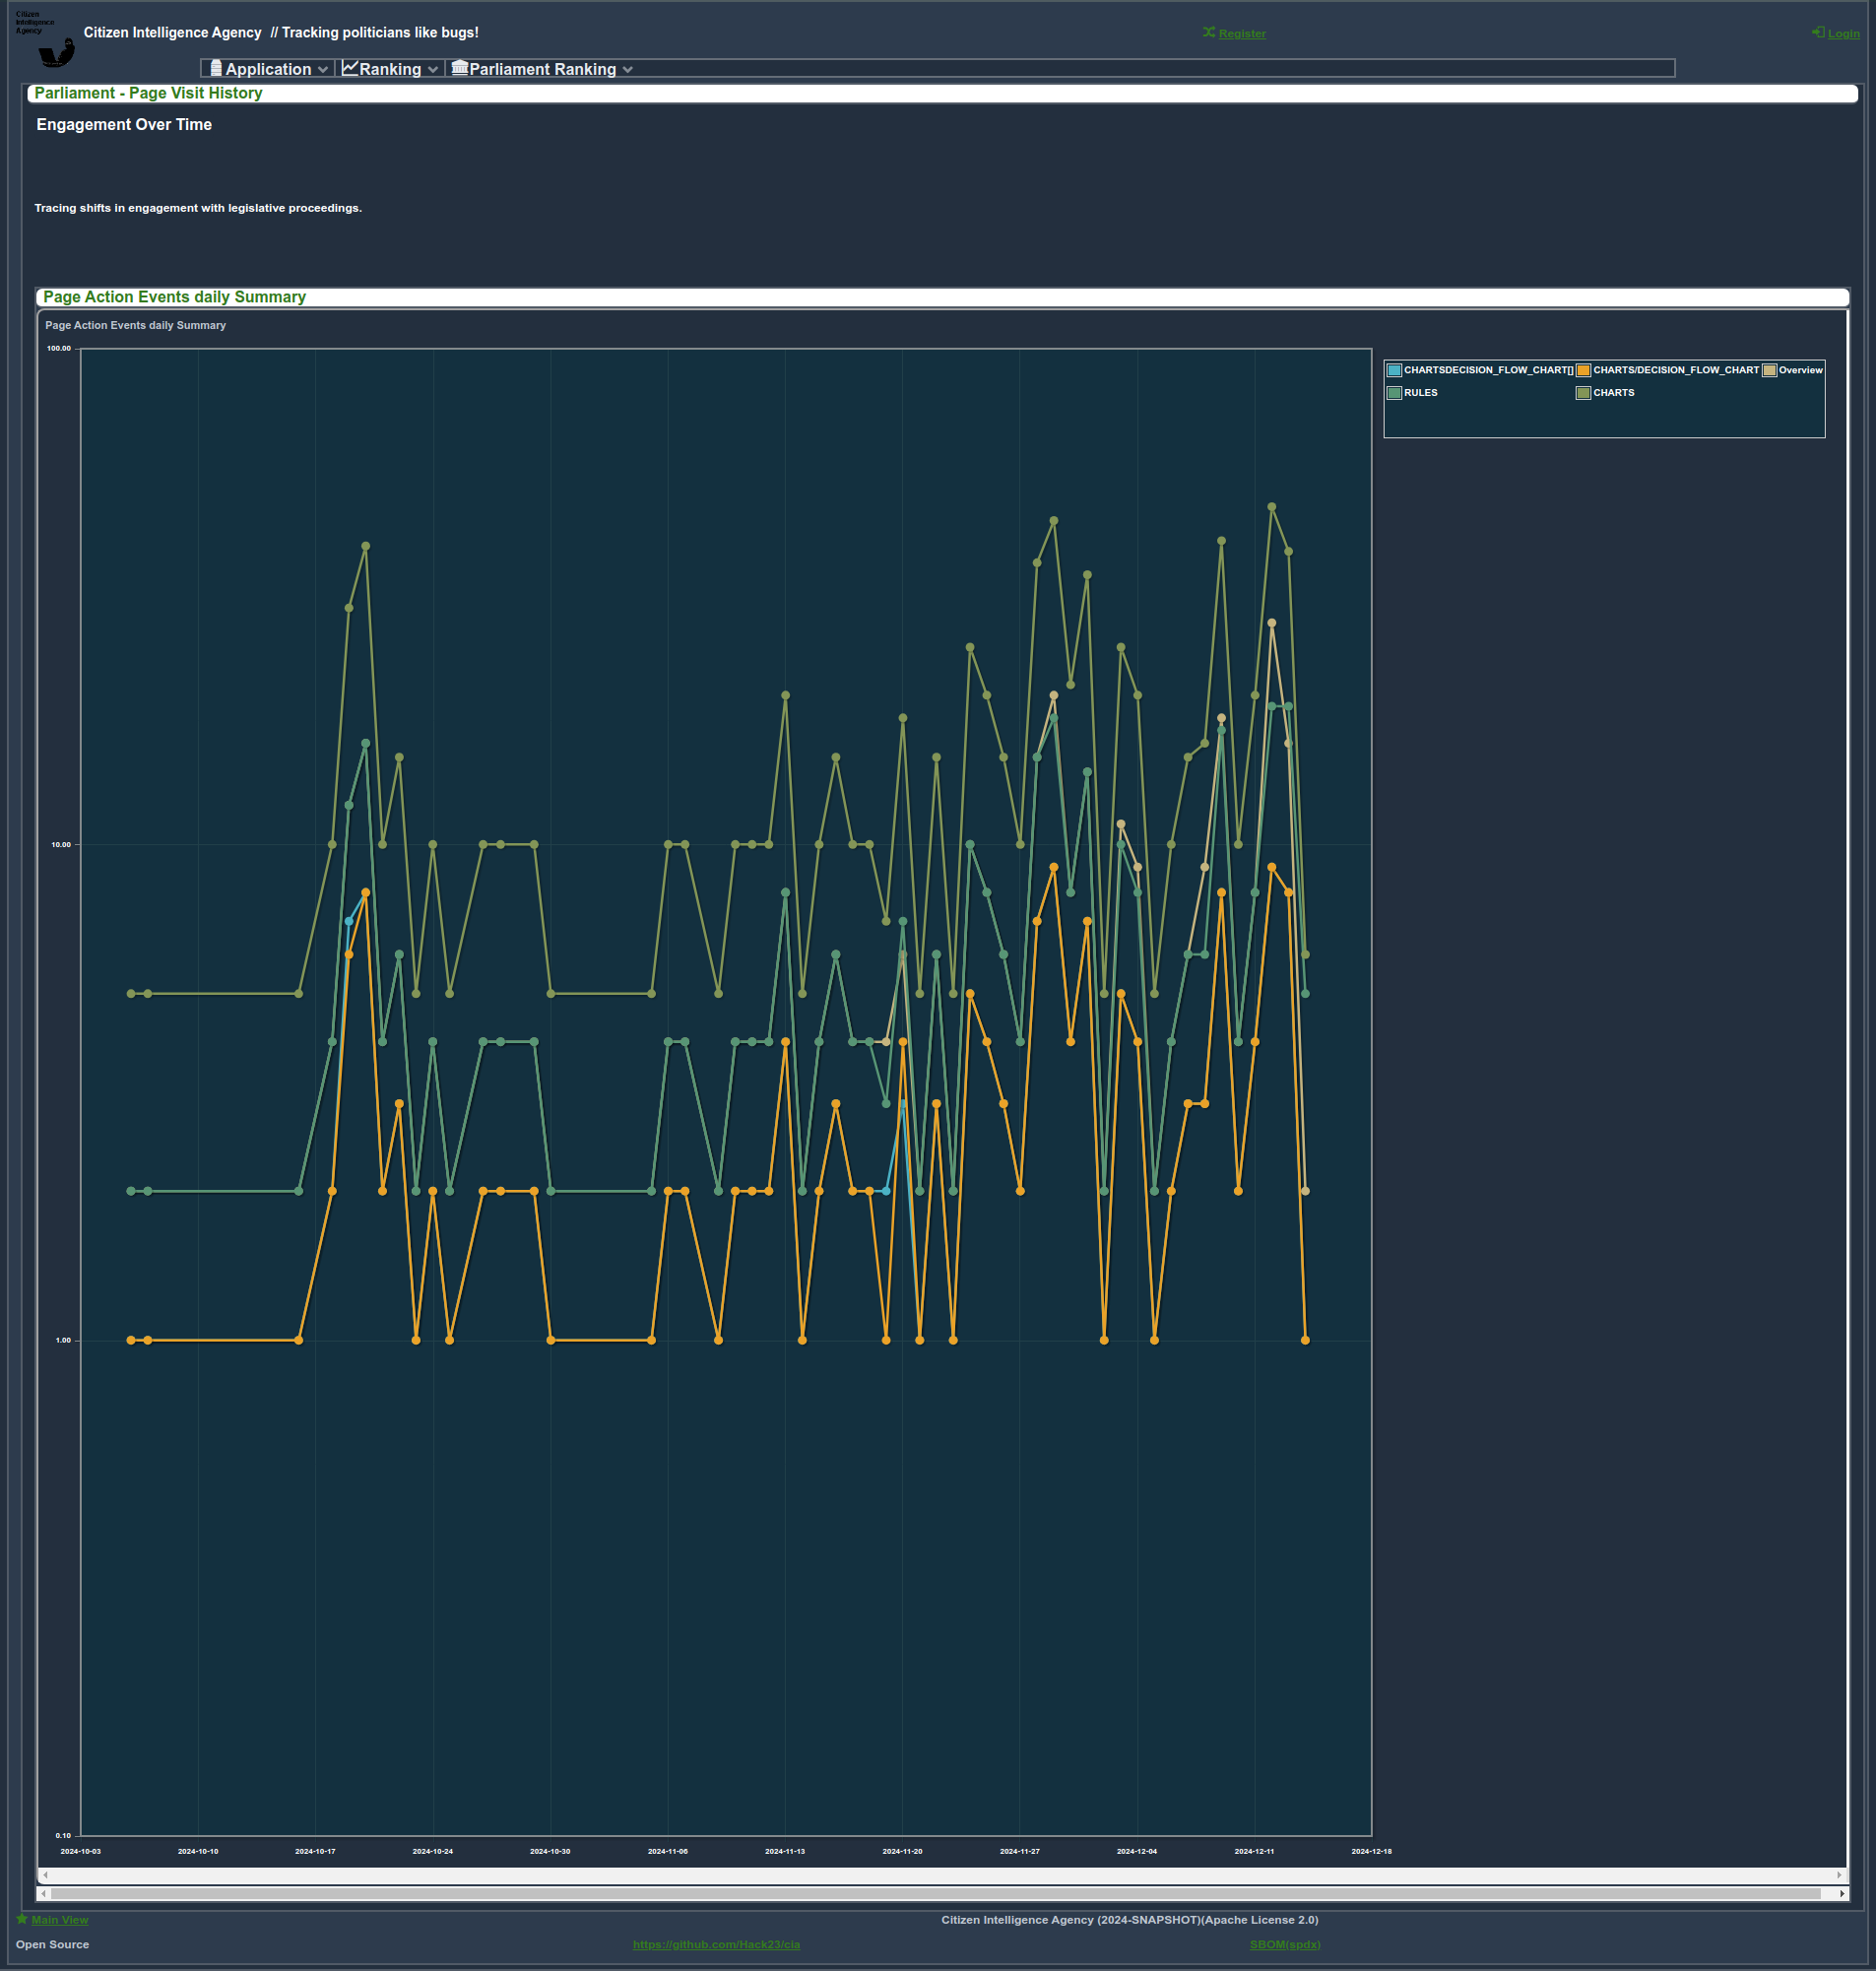 Citizen
Intelligence
Agency
Citizen Intelligence Agency // Tracking politicians like bugs!
Register
Login
Application
Ranking
Parliament Ranking
Parliament - Page Visit History
Engagement Over Time
Tracing shifts in engagement with legislative proceedings.
Page Action Events daily Summary
Page Action Events daily Summary
100.00
CHARTSDECISION_FLOW_CHART[] CHARTS/DECISION_FLOW_CHART Overview
RULES CHARTS
10.00
1.00
0.10
2024-10-03 2024-10-10 2024-10-17 2024-10-24 2024-10-30 2024-11-06 2024-11-13 2024-11-20 2024-11-27 2024-12-04 2024-12-11 2024-12-18
Main View
Citizen Intelligence Agency (2024-SNAPSHOT)(Apache License 2.0)
Open Source
https://github.com/Hack23/cia
SBOM(spdx)